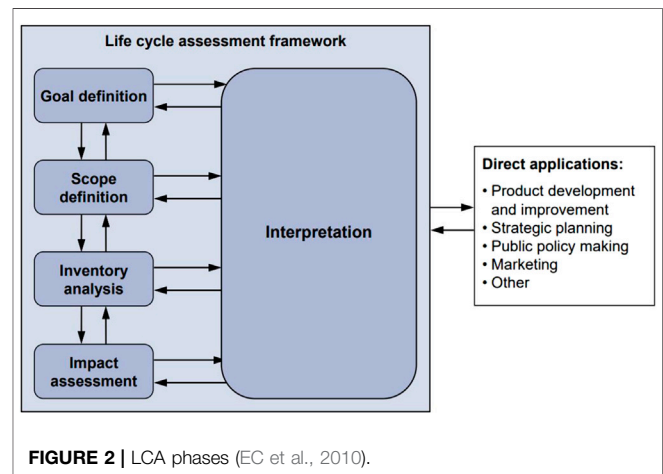 Life cycle assessment framework
Goal definition
Scope
definition
Inventory
analysis
Impact
assessment
Interpretation
Direct applications:
• Product development
and improvement
• Strategic planning
• Public policy making
• Marketing
• Other
FIGURE 2 | LCA phases (EC et al., 2010).